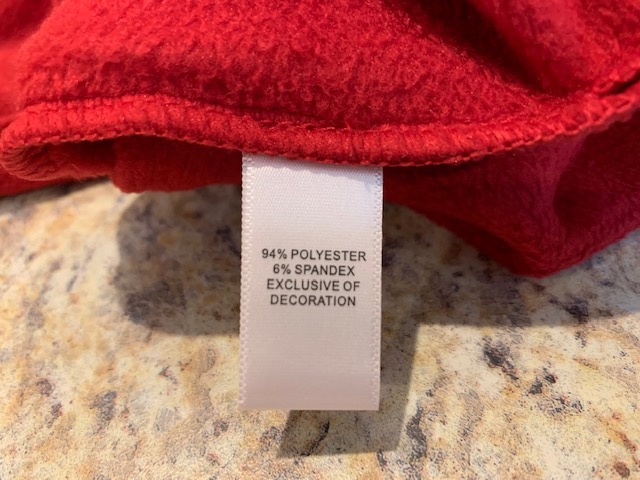 94% POLYESTER
6% SPANDEX
EXCLUSIVE OF
DECORATION